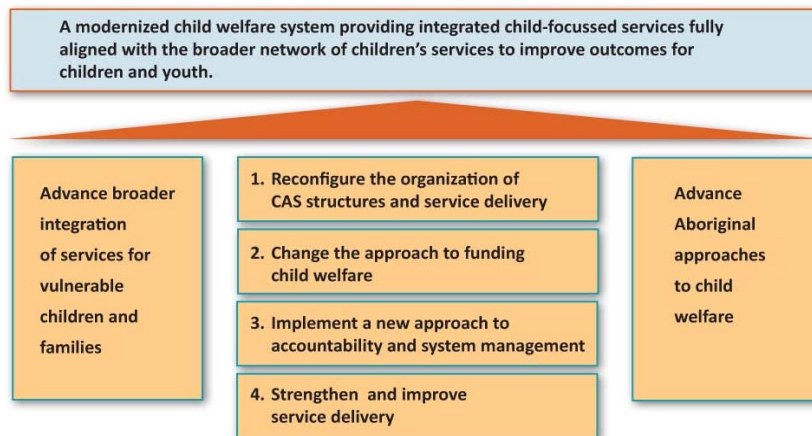 A modernized child welfare system providing integrated child-focussed services fully
aligned with the broader network of children’s services to improve outcomes for
children and youth.
Advance broader
integration
of services for
vulnerable
children and
families
1. Reconfigure the organization of
CAS structures and service delivery
2. Change the approach to funding
child welfare
3. Implement a new approach to
accountability and system management
4. Strengthen and improve
service delivery
Advance
Aboriginal
approaches
to child
welfare